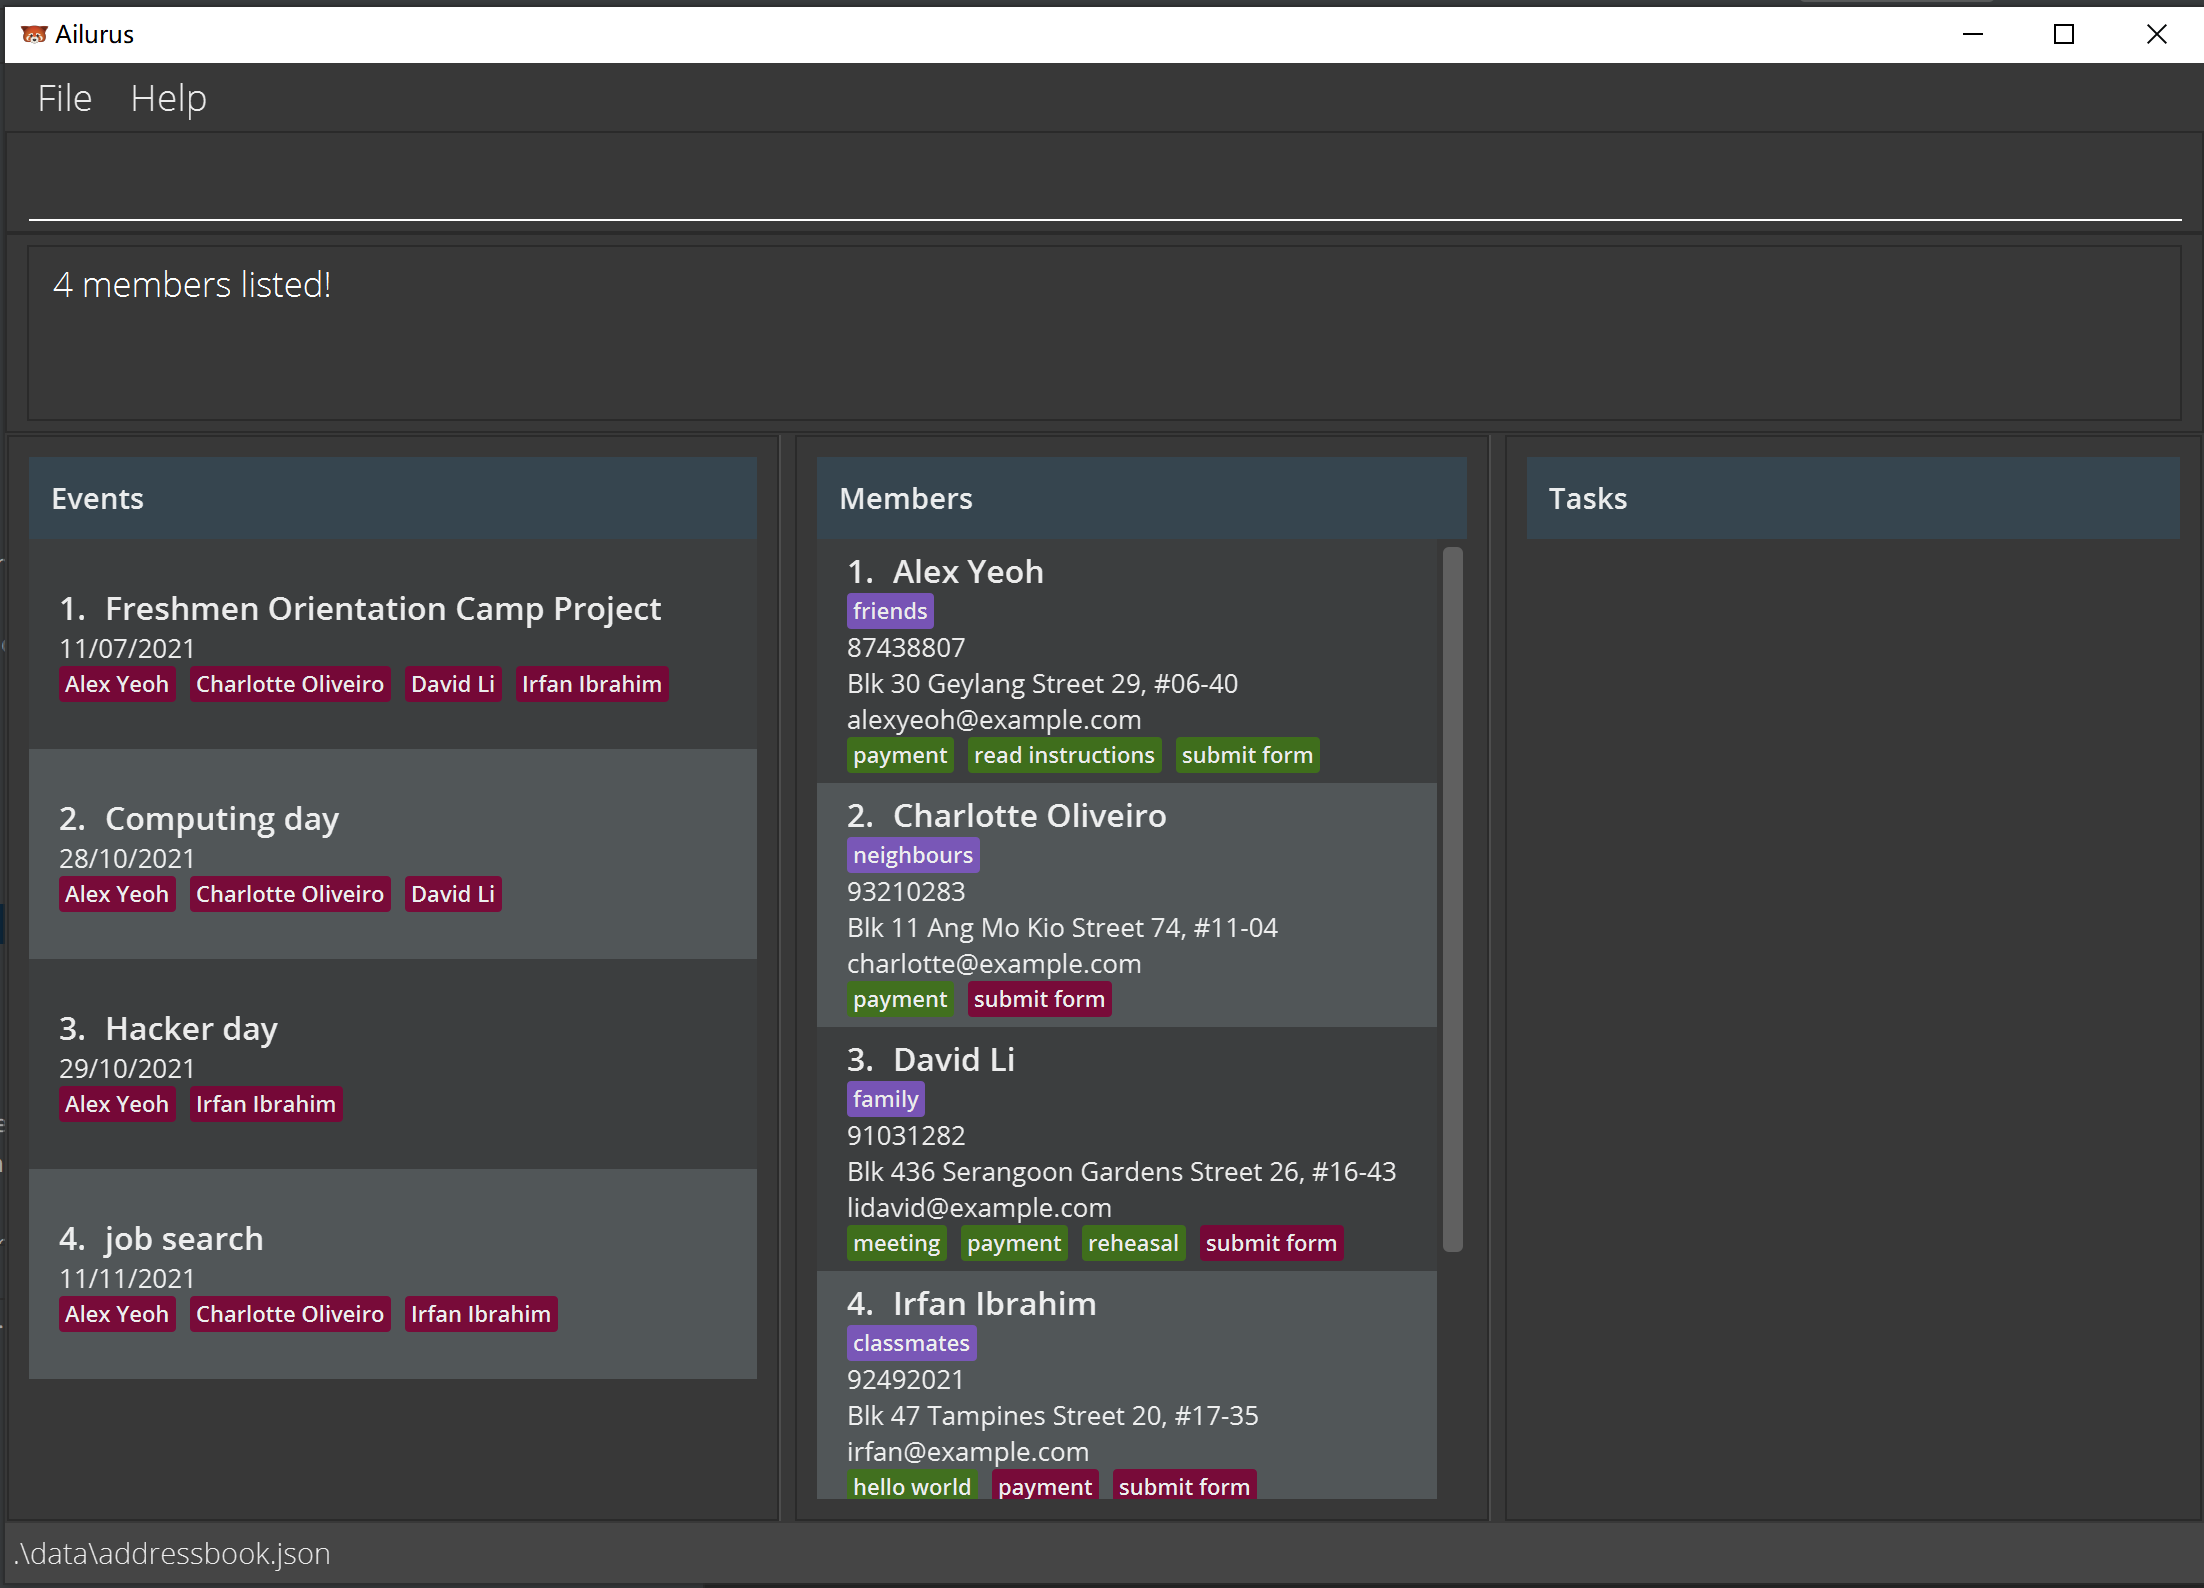 Ailurus
File Help
4 members listed!
Events
1. Freshmen Orientation Camp Project
11/07/2021
Alex Yeoh Charlotte Oliveiro David Li Irfan Ibrahim
2. Computing day
28/10/2021
Alex Yeoh Charlotte Oliveiro David Li
3. Hacker day
29/10/2021
Alex Yeoh Irfan Ibrahim
4. job search
11/11/2021
Alex Yeoh Charlotte Oliveiro Irfan Ibrahim
Members
1. Alex Yeoh
friends
87438807
Blk 30 Geylang Street 29, #06-40
alexyeoh@example.com
payment read instructions submit form
2. Charlotte Oliveiro
neighbours
93210283
Blk 11 Ang Mo Kio Street 74, #11-04
charlotte@example.com
payment submit form
3. David Li
family
91031282
Blk 436 Serangoon Gardens Street 26, #16-43
lidavid@example.com
meeting payment reheasal submit form
4. Irfan Ibrahim
classmates
92492021
Blk 47 Tampines Street 20, #17-35
irfan@example.com
hello world payment submit form
Tasks
.\data\addressbook.json